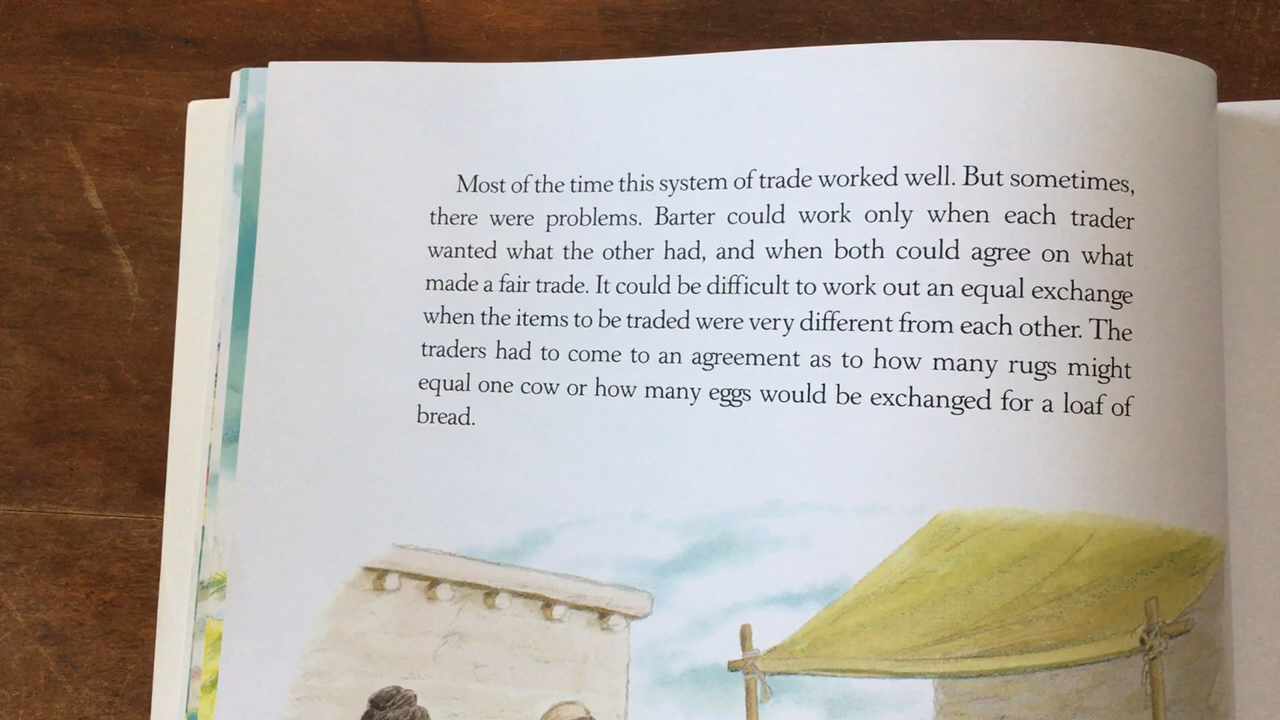 Most of the time this system of trade worked well. But sometimes,
there were problems. Barter could work only when each trader
wanted what the other had, and when both could agree on what
made a fair trade. It could be difficult to work out an equal exchange
when the items to be traded were very different from each other. The
traders had to come to an agreement as to how many rugs might
equal one cow or how many eggs would be exchanged for a loaf of
bread.